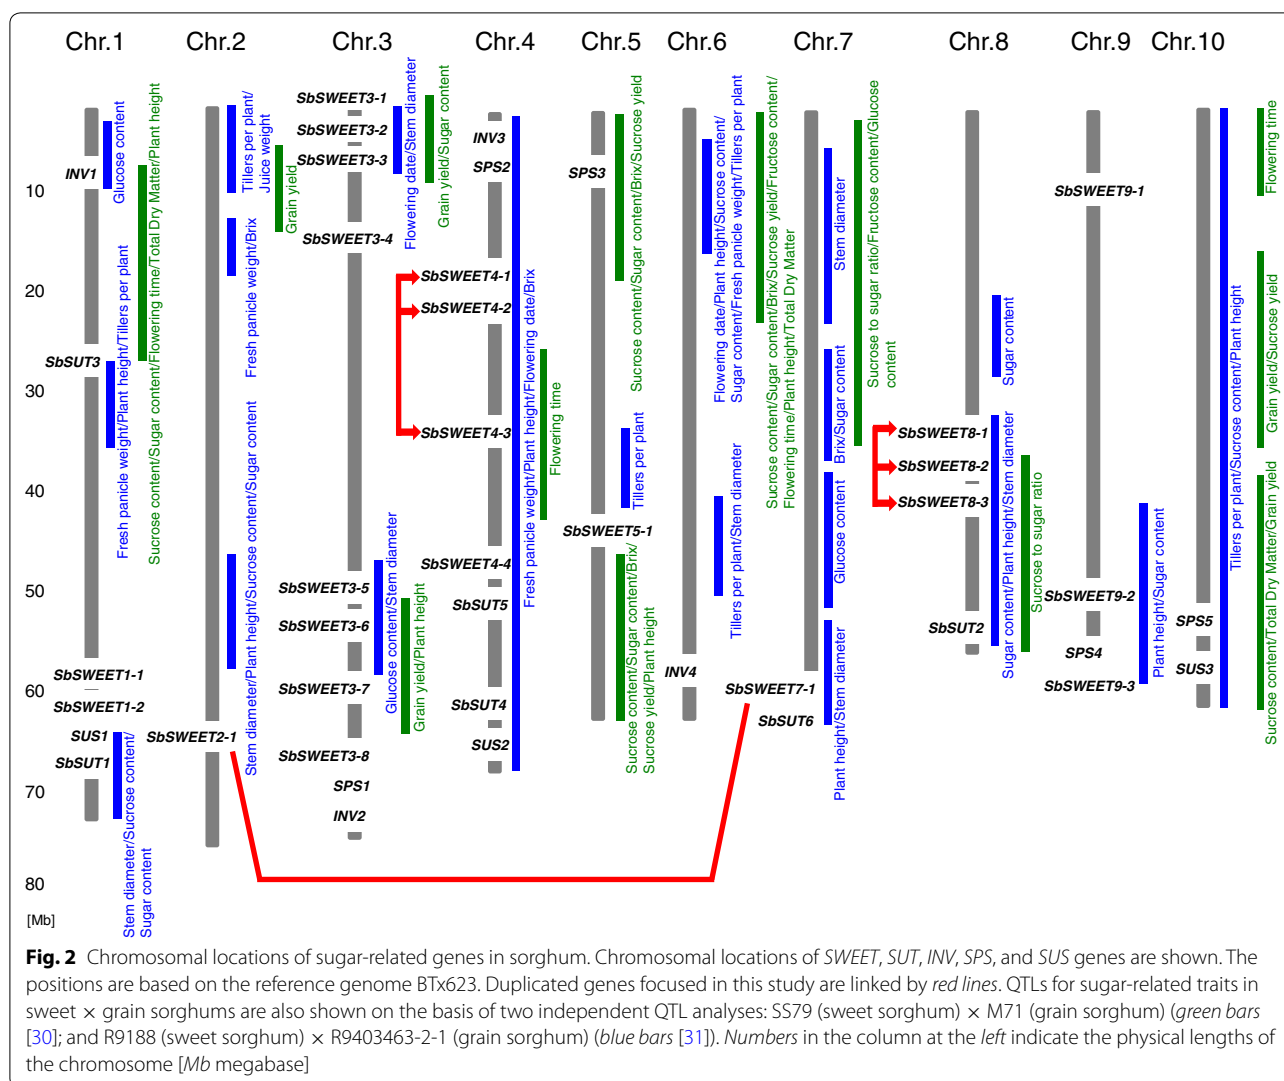 Chr.1 Chr.2 Chr.3 Chr.4 Chr.5 Chr.6 Chr.7 Chr.8 Chr.9 Chr.10
10
20
30
40
50
60
70
80
[Mb]
INV1
SbSUT3
SbSWEET1-1
SbSWEET1-2
SUS1
SbSUT1
Glucose content
Fresh panicle weight/Plant height/Tillers per plant
Sucrose content/Sugar content/Flowering time/Total Dry Matter/Plant height
Stem diameter/Sucrose content/
Sugar content
SbSWEET2-1
Tillers per plant/
Juice weight
Grain yield
Fresh panicle weight/Brix
Stem diameter/Plant height/Sucrose content/Sugar content
SbSWEET3-1
SbSWEET3-2
SbSWEET3-3
SbSWEET3-4
SbSWEET3-5
SbSWEET3-6
SbSWEET3-7
SbSWEET3-8
SPS1
INV2
Flowering date/Stem diameter
Grain yield/Sugar content
Glucose content/Stem diameter
Grain yield/Plant height
INV3
SPS2
SbSWEET4-1
SbSWEET4-2
SbSWEET4-3
SbSWEET4-4
SbSUT5
SbSUT4
SUS2
Fresh panicle weight/Plant height/Flowering date/Brix
Flowering time
SPS3
SbSWEET5-1
Sucrose content/Sugar content/Brix/Sucrose yield
Tillers per plant
Sucrose content/Sugar content/Brix/
Sucrose yield/Plant height
INV4
Flowering date/Plant height/Sucrose content/
Sugar content/Fresh panicle weight/Tillers per plant
Sucrose content/Sugar content/Brix/Sucrose yield/Fructose content/
Flowering time/Plant height/Total Dry Matter
Tillers per plant/Stem diameter
SbSWEET7-1
SbSUT6
Stem diameter
Sucrose to sugar ratio/Fructose content/Glucose
content
Brix/Sugar content
Glucose content
Plant height/Stem diameter
SbSWEET8-1
SbSWEET8-2
SbSWEET8-3
SbSUT2
Sugar content
Sugar content/Plant height/Stem diameter
Sucrose to sugar ratio
SbSWEET9-1
SbSWEET9-2
SPS4
SbSWEET9-3
Plant height/Sugar content
SPS5
SUS3
Tillers per plant/Sucrose content/Plant height
Flowering time
Grain yield/Sucrose yield
Sucrose content/Total Dry Matter/Grain yield
Fig. 2 Chromosomal locations of sugar-related genes in sorghum. Chromosomal locations of SWEET, SUT, INV, SPS, and SUS genes are shown. The
positions are based on the reference genome BTx623. Duplicated genes focused in this study are linked by red lines. QTLs for sugar-related traits in
sweet × grain sorghums are also shown on the basis of two independent QTL analyses: SS79 (sweet sorghum) × M71 (grain sorghum) (green bars
[30]; and R9188 (sweet sorghum) × R9403463-2-1 (grain sorghum) (blue bars [31]). Numbers in the column at the left indicate the physical lengths of
the chromosome [Mb megabase]